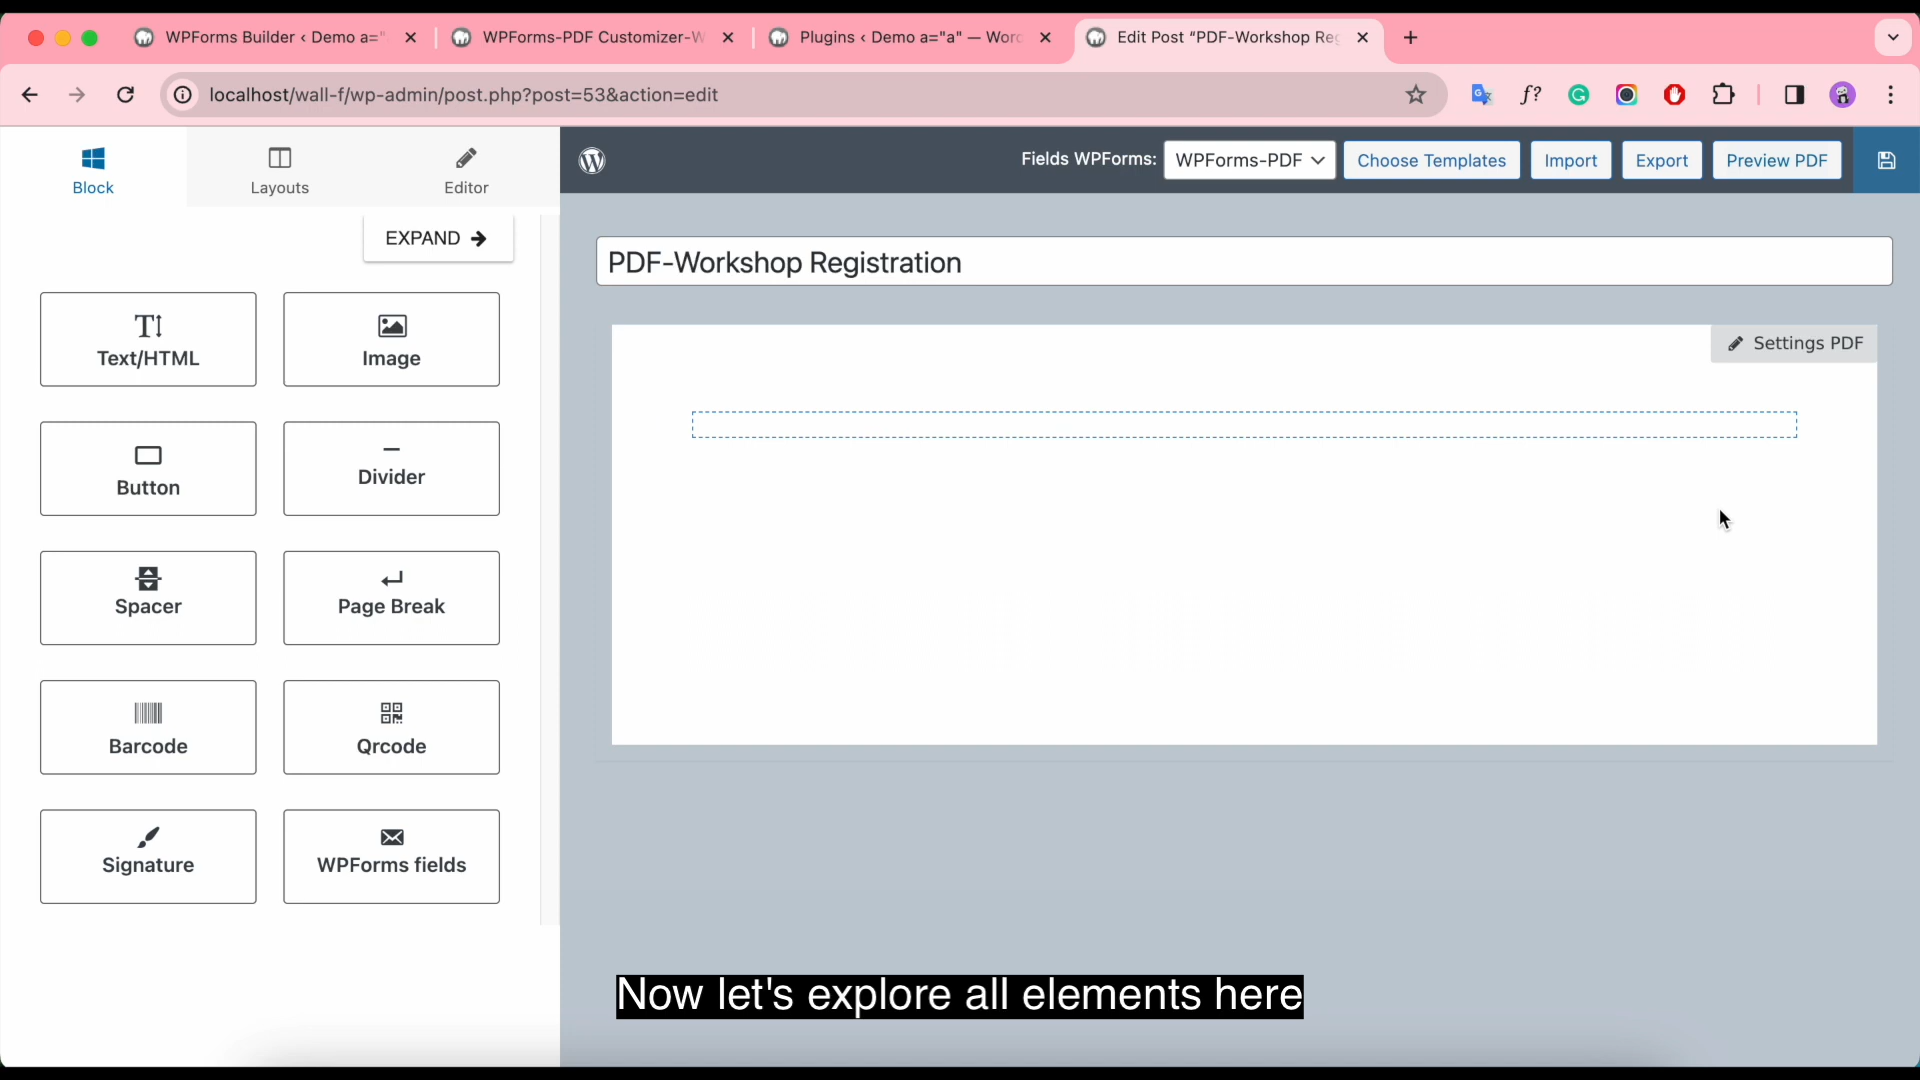 WPForms Builder ‹ Demo a="
WPForms-PDF Customizer-W
Plugins ‹ Demo a="a" — Worc
Edit Post “PDF-Workshop Reg
localhost/wall-f/wp-admin/post.php?post=53&action=edit
f?
Block
Layouts
Editor
Fields WPForms:
WPForms-PDF
Choose Templates
Import
Export
Preview PDF
EXPAND
PDF-Workshop Registration
Settings PDF
Text/HTML
Image
Button
Divider
Spacer
Page Break
Barcode
Qrcode
Signature
WPForms fields
Now let's explore all elements here